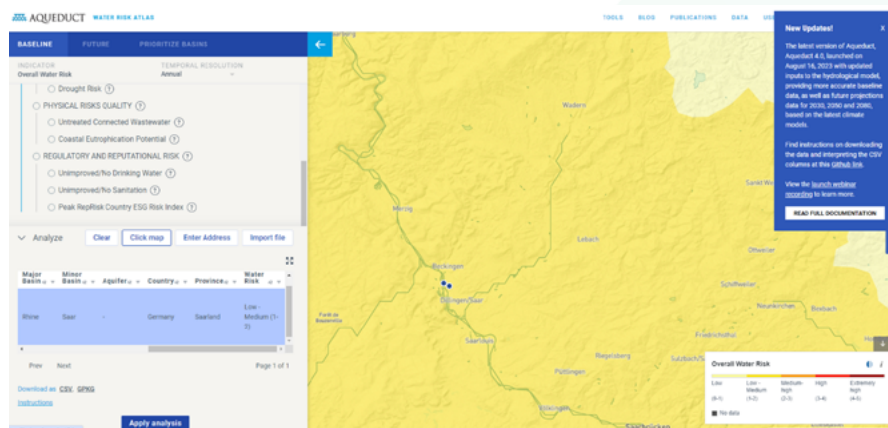 AQUEDUCT WATER RISK ATLAS
TOOLS BLOG PUBLICATIONS DATA
BASELINE FUTURE PRIORITIZE BASINS
INDICATOR
Overall Water Risk
TEMPORAL RESOLUTION
Annual
Drought Risk
PHYSICAL RISKS QUALITY
Untreated Connected Wastewater
Coastal Eutrophication Potential
REGULATORY AND REPUTATIONAL RISK
Unimproved/No Drinking Water
Unimproved/No Sanitation
Peak RepRisk Country ESG Risk Index
Analyze Clear Click map Enter Address Import file
Major Basin Minor Basin Aquifer Country Province Water Risk
Rhine Saar - Germany Saarland Low - Medium (1-2)
Prev Next Page 1 of 1
Download as CSV, GPKG
Instructions
Apply analysis
Wadern
Merzig
Lebach
Beckingen
Dillingen/Saar
Saarlouis
Ottweiler
Schiffweiler
Neunkirchen
Bexbach
Friedrichsthal
Riegelsberg
Püttlingen
Völklingen
Saarbrücken
New Updates! X
The latest version of Aqueduct,
Aqueduct 4.0, launched on
August 16, 2023 with updated
inputs to the hydrological model,
providing more accurate baseline
data, as well as future projections
data for 2030, 2050 and 2080,
based on the latest climate
models.
Find instructions on downloading
the data and interpreting the CSV
columns at this Github link.
View the launch webinar
recording to learn more.
READ FULL DOCUMENTATION
Overall Water Risk
Low Low - Medium Medium-high High Extremely high
(0-1) (1-2) (2-3) (3-4) (4-5)
No data